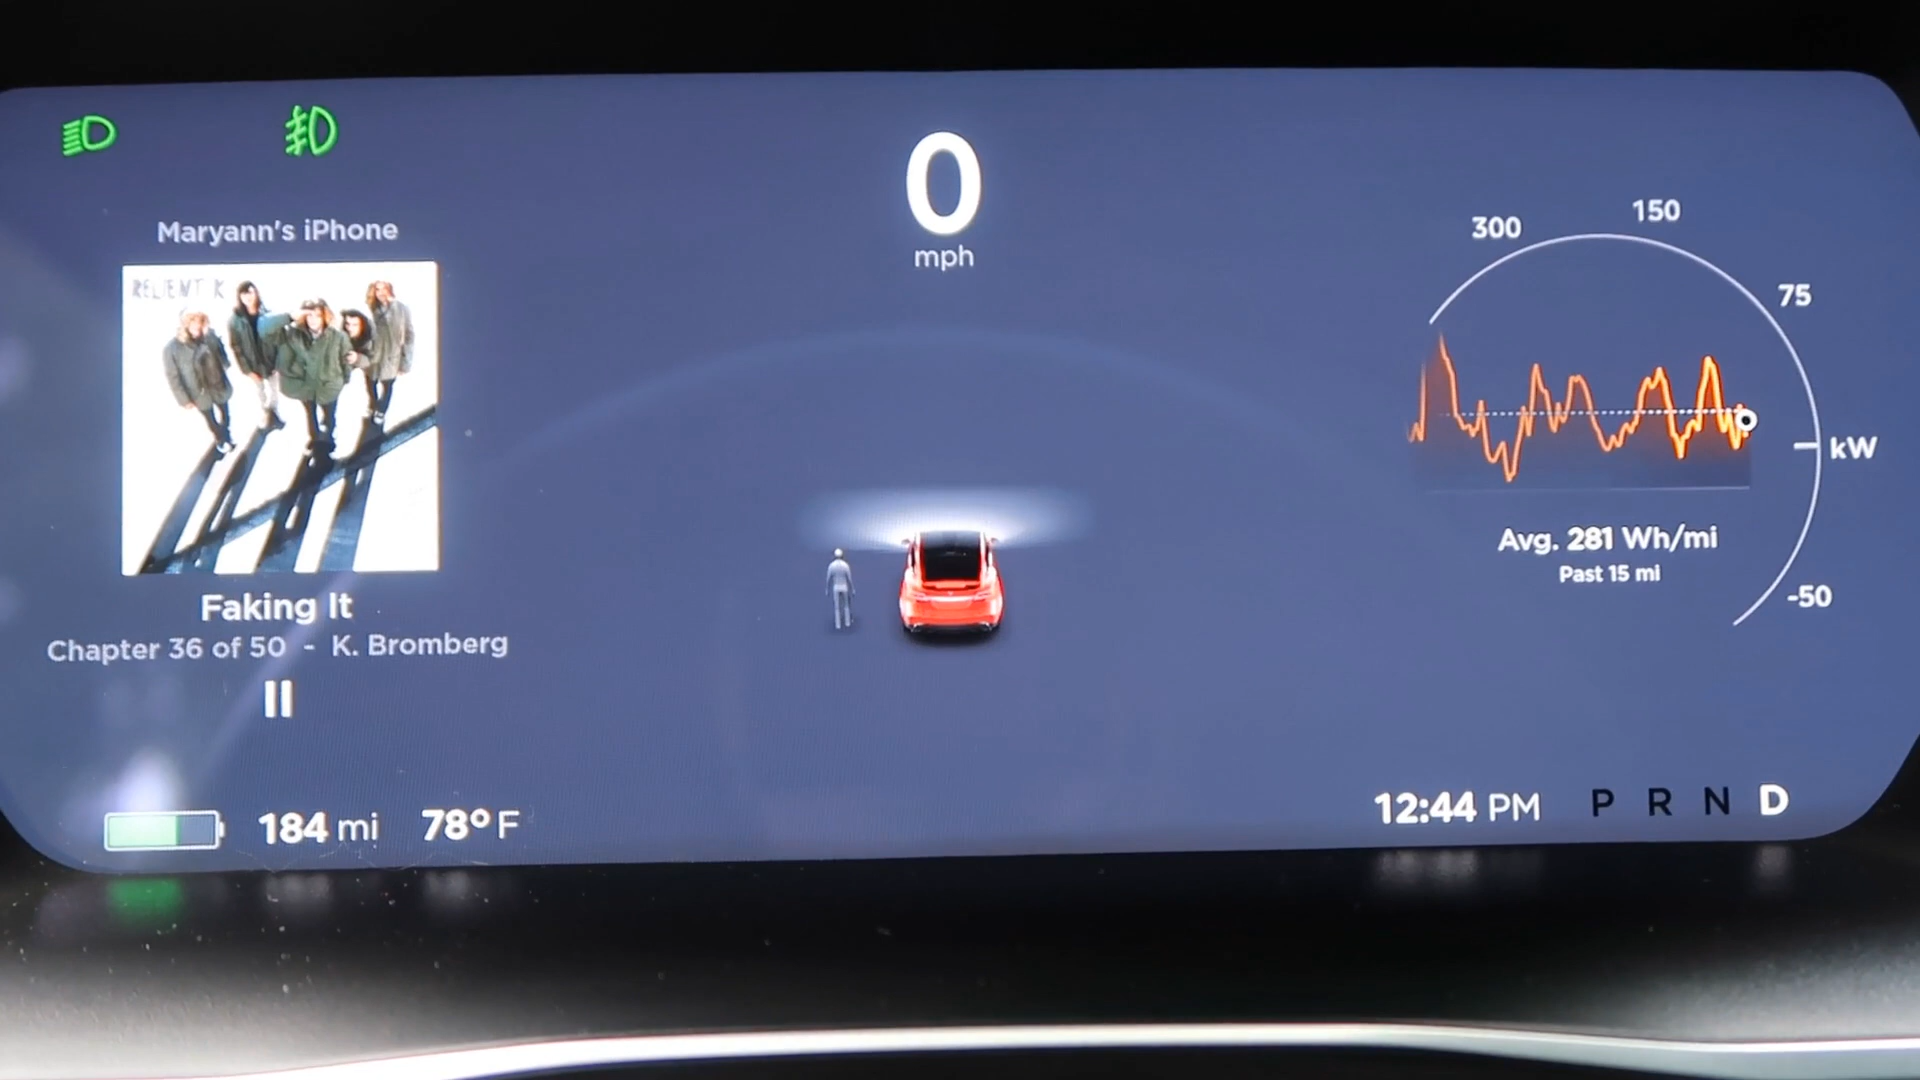 0
mph
Maryann's iPhone
RELIENT K
Faking It
Chapter 36 of 50 - K. Bromberg
300
150
75
kW
-50
Avg. 281 Wh/mi
Past 15 mi
184 mi 78° F
12:44 PM P R N D